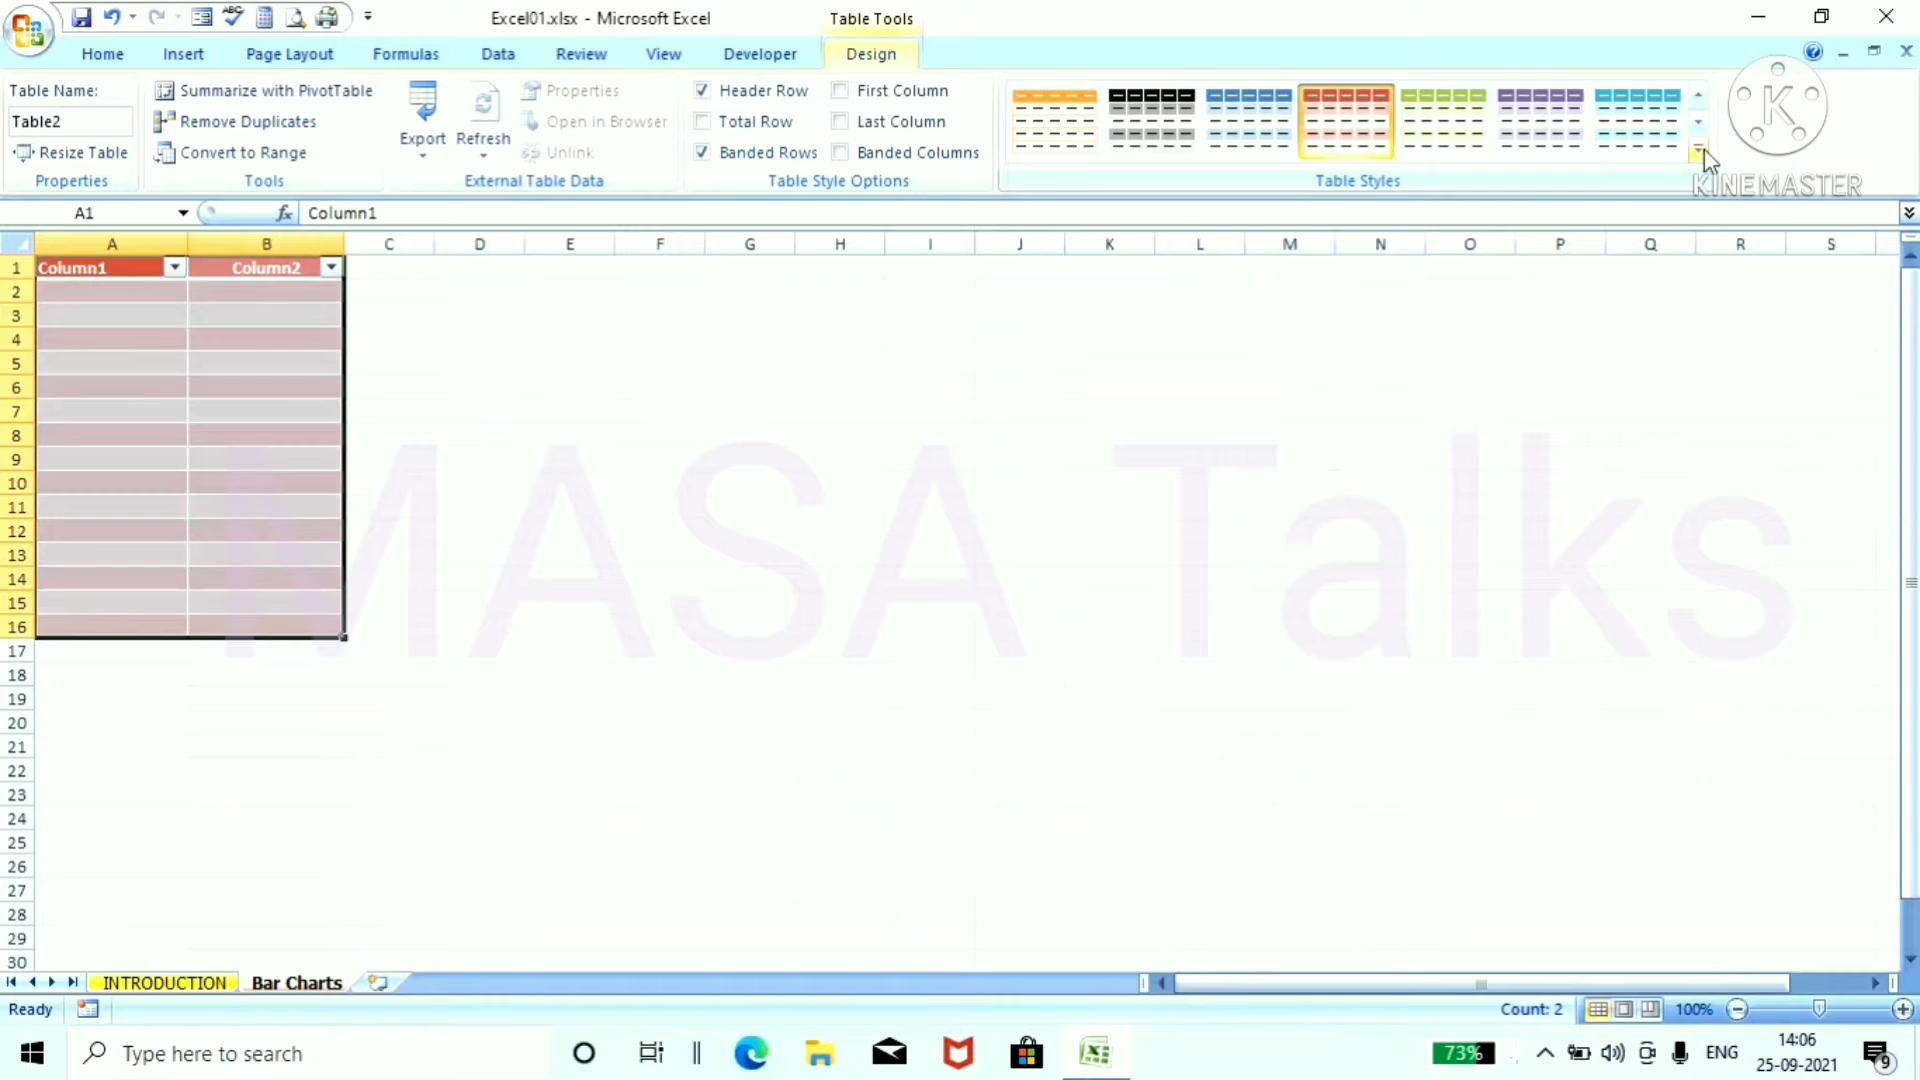 Excel01.xlsx - Microsoft Excel
Table Tools
Home Insert Page Layout Formulas Data Review View Developer Design
Table Name:
Table2
Resize Table
Properties
Summarize with PivotTable
Remove Duplicates
Convert to Range
Tools
Export
Refresh
Properties
Open in Browser
Unlink
External Table Data
Header Row
Total Row
Banded Rows
First Column
Last Column
Banded Columns
Table Style Options
Table Styles
K
KINEMASTER
A1
fx
Column1
A B C D E F G H I J K L M N O P Q R S
1 Column1 Column2
2
3
4
5
6
7
8
9
10
11
12
13
14
15
16
17
18
19
20
21
22
23
24
25
26
27
28
29
30
MASA Talks
INTRODUCTION Bar Charts
Ready
Count: 2
100%
Type here to search
73%
ENG
14:06
25-09-2021
9